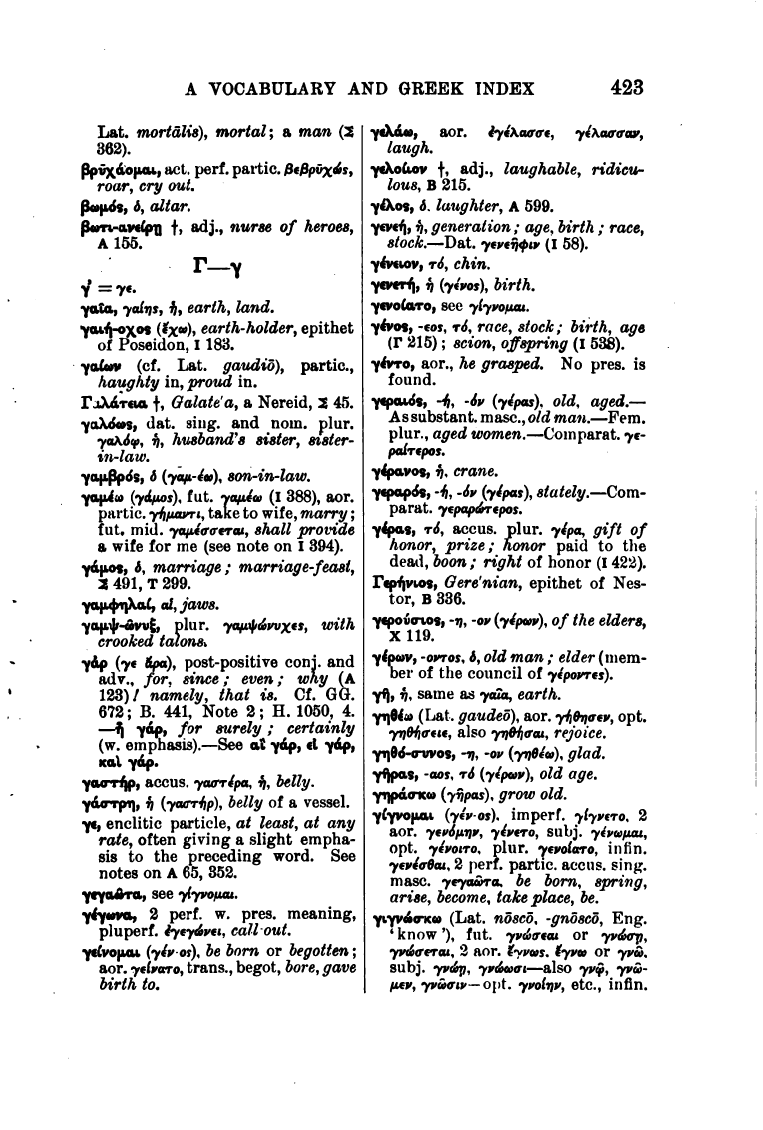 A VOCABULARY AND GREEK INDEX 423
Lat. mortālis), mortal; a man (Σ
362).
βρῡχάομαι, act. perf. partic. βεβρῡχώς,
roar, cry out.
βωμός, ὁ, altar.
βωτι-ανείρῃ †, adj., nurse of heroes,
Α 155.
Γ—γ
γ’ = γε.
γαῖα, γαίης, ἡ, earth, land.
γαιή-οχος (ἔχω), earth-holder, epithet
of Poseidon, Ι 183.
γαίων (cf. Lat. gaudiō), partic.,
haughty in, proud in.
Γαλάτεια †, Galate′a, a Nereid, Σ 45.
γαλόως, dat. sing. and nom. plur.
γαλόῳ, ἡ, husband's sister, sister-
in-law.
γαμβρός, ὁ (γαμ-έω), son-in-law.
γαμέω (γάμος), fut. γαμέω (Ι 388), aor.
partic. γήμαντι, take to wife, marry;
fut. mid. γαμέσσεται, shall provide
a wife for me (see note on Ι 394).
γάμος, ὁ, marriage; marriage-feast,
Σ 491, Τ 299.
γαμφηλαί, αἱ, jaws.
γαμψ-ῶνυξ, plur. γαμψώνυχες, with
crooked talons.
γάρ (γε ἄρα), post-positive conj. and
adv., for, since; even; why (Α
123)! namely, that is. Cf. GG.
672; B. 441, Note 2; H. 1050, 4.
—ἦ γάρ, for surely; certainly
(w. emphasis).—See αἲ γάρ, εἰ γάρ,
καὶ γάρ.
γαστήρ, accus. γαστέρα, ἡ, belly.
γάστρη, ἡ (γαστήρ), belly of a vessel.
γε, enclitic particle, at least, at any
rate, often giving a slight empha-
sis to the preceding word. See
notes on Α 65, 352.
γεγαῶτα, see γίγνομαι.
γέγωνα, 2 perf. w. pres. meaning,
pluperf. ἐγεγώνει, call out.
γείνομαι (γέν-ος), be born or begotten;
aor. γείνατο, trans., begot, bore, gave
birth to.
γελάω, aor. ἐγέλασσε, γέλασσαν,
laugh.
γελοίιον †, adj., laughable, ridicu-
lous, Β 215.
γέλος, ὁ, laughter, Α 599.
γενεή, ἡ, generation; age, birth; race,
stock.—Dat. γενεῆφιν (Ι 58).
γένειον, τό, chin.
γενετή, ἡ (γένος), birth.
γενοίατο, see γίγνομαι.
γένος, -εος, τό, race, stock; birth, age
(Γ 215); scion, offspring (Ι 538).
γέντο, aor., he grasped. No pres. is
found.
γεραιός, -ή, -όν (γέρας), old, aged.—
As substant. masc., old man.—Fem.
plur., aged women.—Comparat. γε-
ραίτερος.
γέρανος, ἡ, crane.
γεραρός, -ή, -όν (γέρας), stately.—Com-
parat. γεραρώτερος.
γέρας, τό, accus. plur. γέρα, gift of
honor, prize; honor paid to the
dead, boon; right of honor (Ι 422).
Γερήνιος, Gere′nian, epithet of Nes-
tor, Β 336.
γερούσιος, -η, -ον (γέρων), of the elders,
Χ 119.
γέρων, -οντος, ὁ, old man; elder (mem-
ber of the council of γέροντες).
γῆ, ἡ, same as γαῖα, earth.
γηθέω (Lat. gaudeō), aor. γήθησεν, opt.
γηθήσειε, also γηθήσαι, rejoice.
γηθό-συνος, -η, -ον (γηθέω), glad.
γῆρας, -αος, τό (γέρων), old age.
γηράσκω (γῆρας), grow old.
γίγνομαι (γέν-ος), imperf. γίγνετο, 2
aor. γενόμην, γένετο, subj. γένωμαι,
opt. γένοιτο, plur. γενοίατο, infin.
γενέσθαι, 2 perf. partic. accus. sing.
masc. γεγαῶτα, be born, spring,
arise, become, take place, be.
γιγνώσκω (Lat. nōscō, -gnōscō, Eng.
‘know’), fut. γνώσεαι or γνώσῃ,
γνώσεται, 2 aor. ἔγνως, ἔγνω or γνῶ,
subj. γνώῃ, γνώωσι—also γνῷ, γνῶ-
μεν, γνῶσιν—opt. γνοίην, etc., infin.